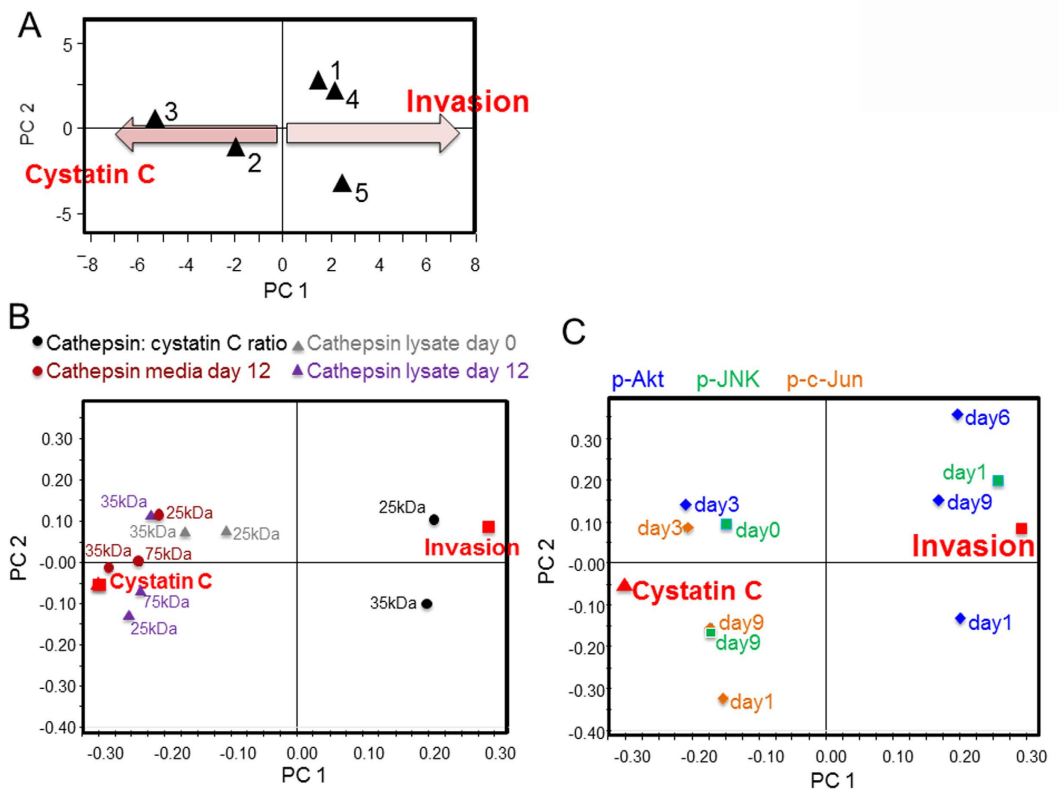 A
5
0
-5
PC 2
1
4
3
2
5
Invasion
Cystatin C
-8 -6 -4 -2 0 2 4 6 8
PC 1
B
Cathepsin: cystatin C ratio
Cathepsin lysate day 0
Cathepsin media day 12
Cathepsin lysate day 12
0.30
0.20
0.10
-0.00
-0.10
-0.20
-0.30
-0.40
PC 2
35kDa
25kDa
35kDa
25kDa
35kDa
75kDa
Cystatin C
75kDa
25kDa
25kDa
Invasion
35kDa
-0.30 -0.20 -0.10 0.00 0.10 0.20 0.30
PC 1
C
p-Akt p-JNK p-c-Jun
0.30
0.20
0.10
-0.00
-0.10
-0.20
-0.30
-0.40
PC 2
day6
day1
day3
day9
day3
day0
Invasion
Cystatin C
day9
day9
day1
day1
-0.30 -0.20 -0.10 0.00 0.10 0.20 0.30
PC 1